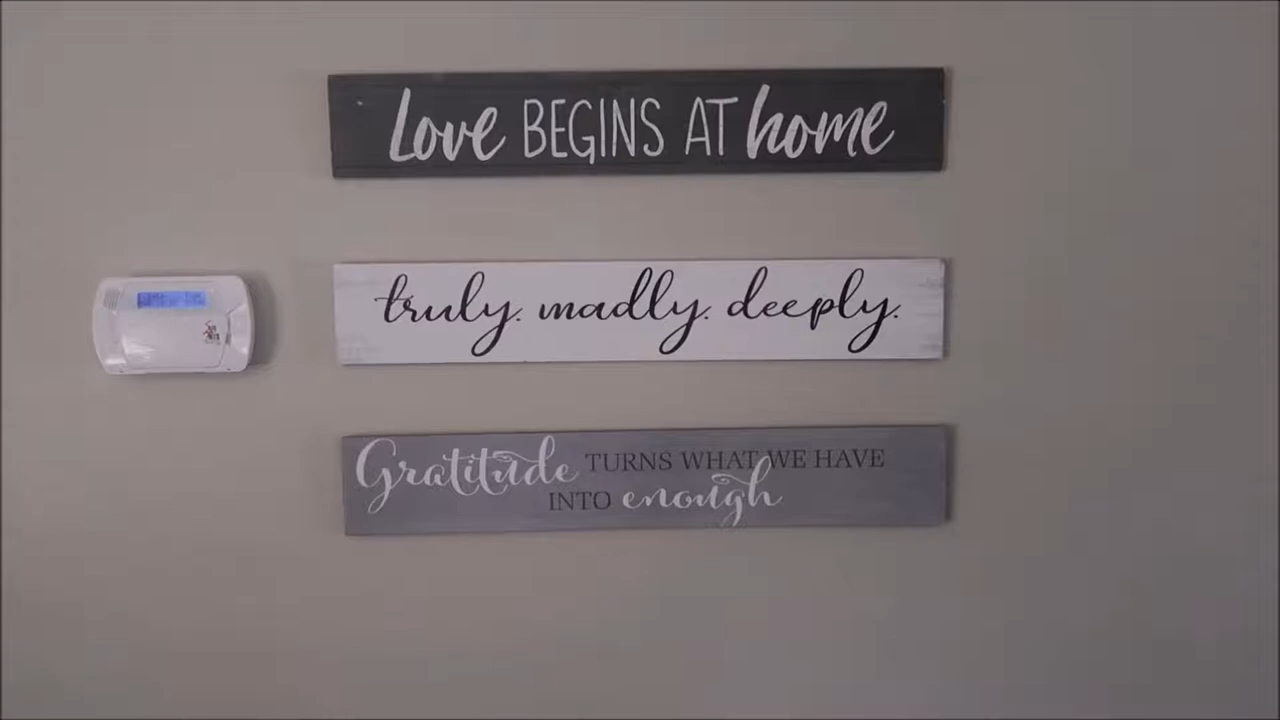 Love BEGINS AT home
truly. madly. deeply.
Gratitude TURNS WHAT WE HAVE
INTO enough